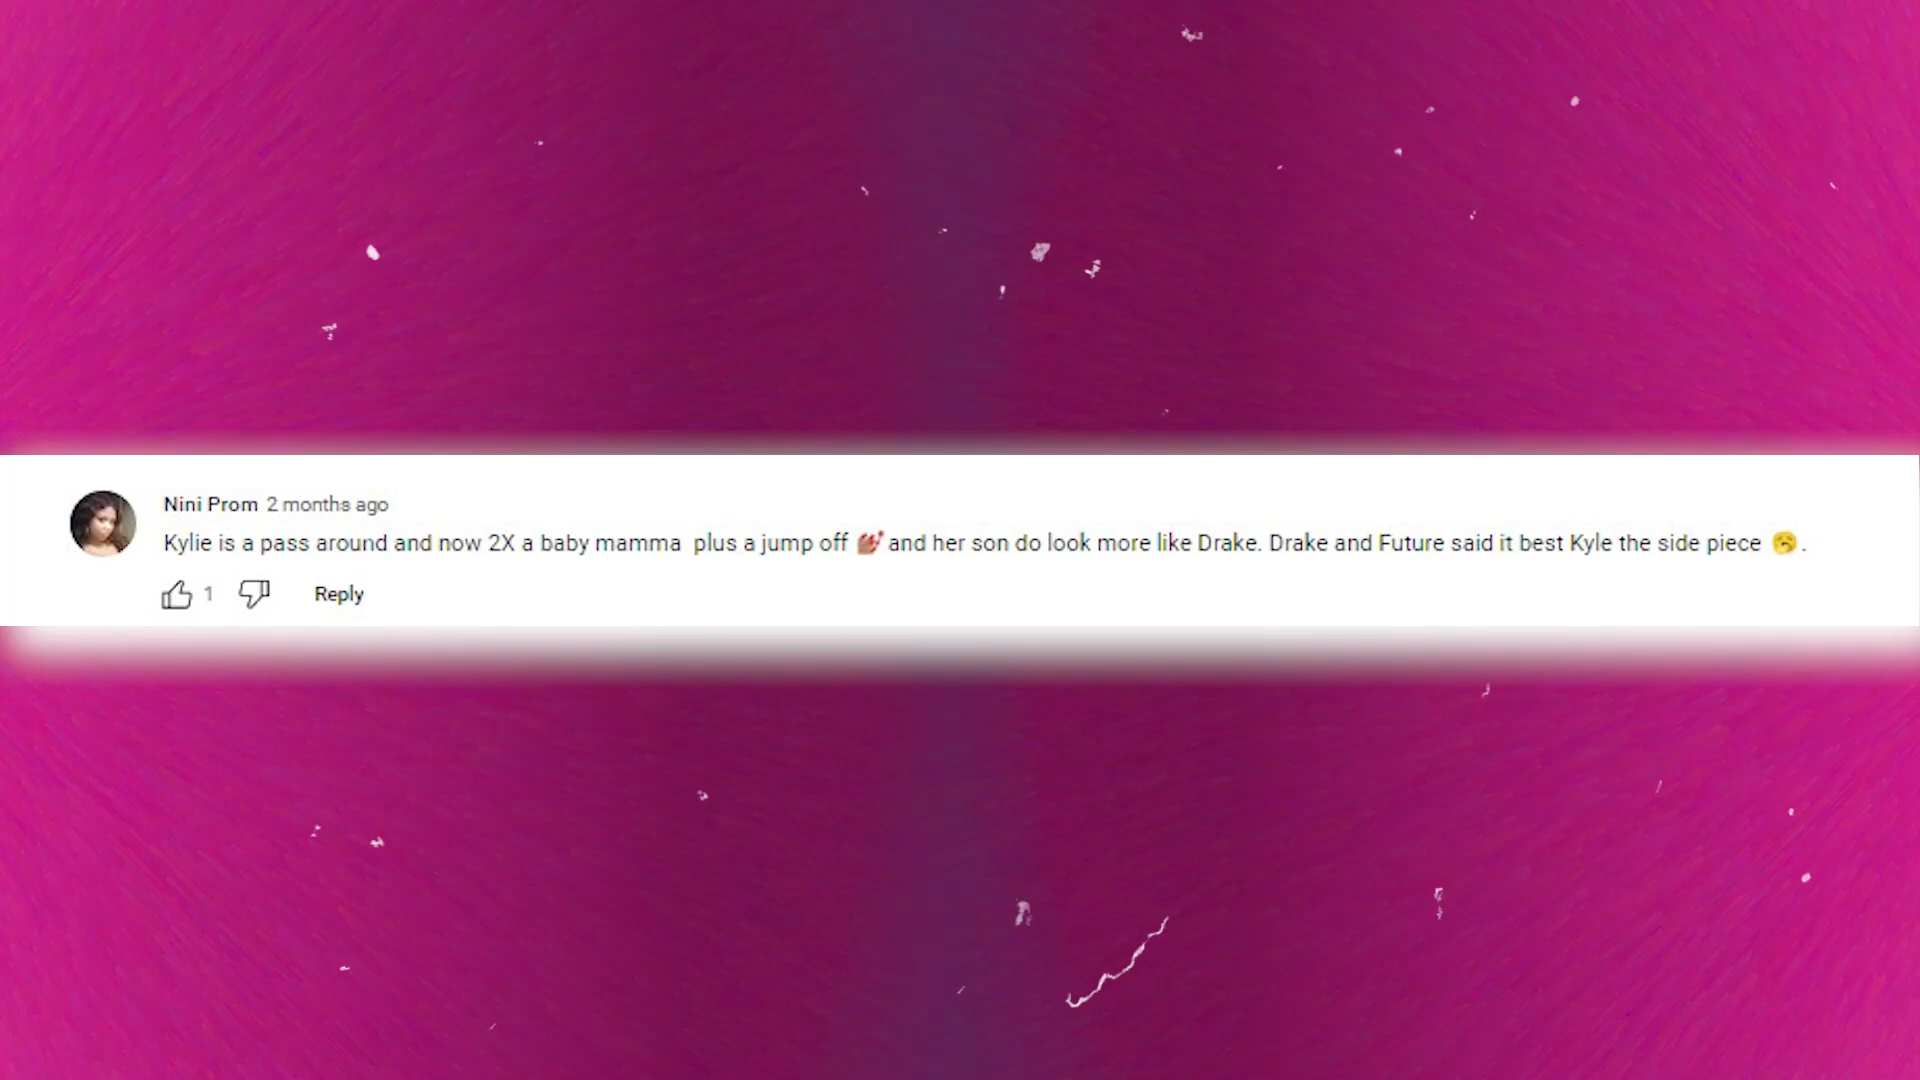 Nini Prom 2 months ago
Kylie is a pass around and now 2X a baby mamma plus a jump off 💅🏽 and her son do look more like Drake. Drake and Future said it best Kyle the side piece 🥱.
1 Reply